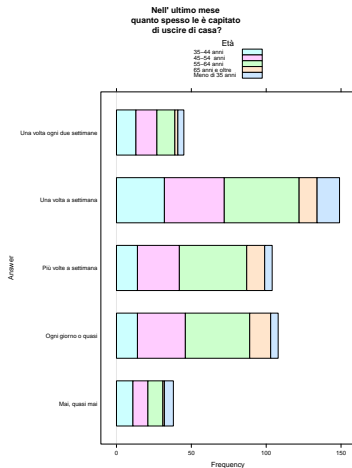 Nell' ultimo mese
quanto spesso le è capitato
di uscire di casa?
Età
35−44 anni
45−54 anni
55−64 anni
65 anni e oltre
Meno di 35 anni
Una volta ogni due settimane
Una volta a settimana
Più volte a settimana
Ogni giorno o quasi
Mai, quasi mai
Answer
0
50
100
150
Frequency